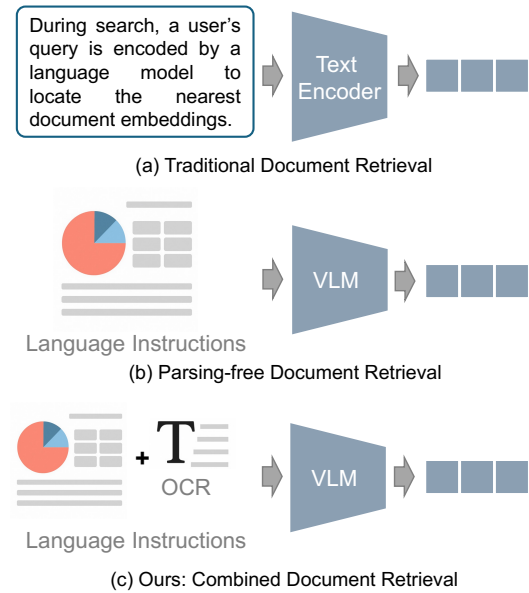 During search, a user’s
query is encoded by a
language model to
locate the nearest
document embeddings.
Text
Encoder
(a) Traditional Document Retrieval
VLM
Language Instructions
(b) Parsing-free Document Retrieval
+
T
OCR
VLM
Language Instructions
(c) Ours: Combined Document Retrieval